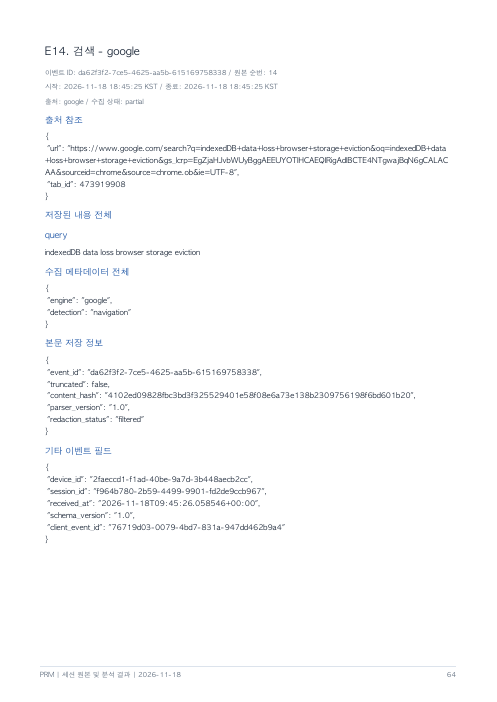 E14. 검색 - google
이벤트 ID: da62f3f2-7ce5-4625-aa5b-615169758338 / 원본 순번: 14
시작: 2026-11-18 18:45:25 KST / 종료: 2026-11-18 18:45:25 KST
출처: google / 수집 상태: partial
출처 참조
{
"url": "https://www.google.com/search?q=indexedDB+data+loss+browser+storage+eviction&oq=indexedDB+data
+loss+browser+storage+eviction&gs_lcrp=EgZjaHJvbWUyBggAEEUYOTIHCAEQIRigAdIBCTE4NTgwajBqN6gCALAC
AA&sourceid=chrome&source=chrome.ob&ie=UTF-8",
"tab_id": 473919908
}
저장된 내용 전체
query
indexedDB data loss browser storage eviction
수집 메타데이터 전체
{
"engine": "google",
"detection": "navigation"
}
본문 저장 정보
{
"event_id": "da62f3f2-7ce5-4625-aa5b-615169758338",
"truncated": false,
"content_hash": "4102ed09828fbc3bd3f325529401e58f08e6a73e138b2309756198f6bd601b20",
"parser_version": "1.0",
"redaction_status": "filtered"
}
기타 이벤트 필드
{
"device_id": "2faeccd1-f1ad-40be-9a7d-3b448aecb2cc",
"session_id": "f964b780-2b59-4499-9901-fd2de9ccb967",
"received_at": "2026-11-18T09:45:26.058546+00:00",
"schema_version": "1.0",
"client_event_id": "76719d03-0079-4bd7-831a-947dd462b9a4"
}
PRM | 세션 원본 및 분석 결과 | 2026-11-18
64